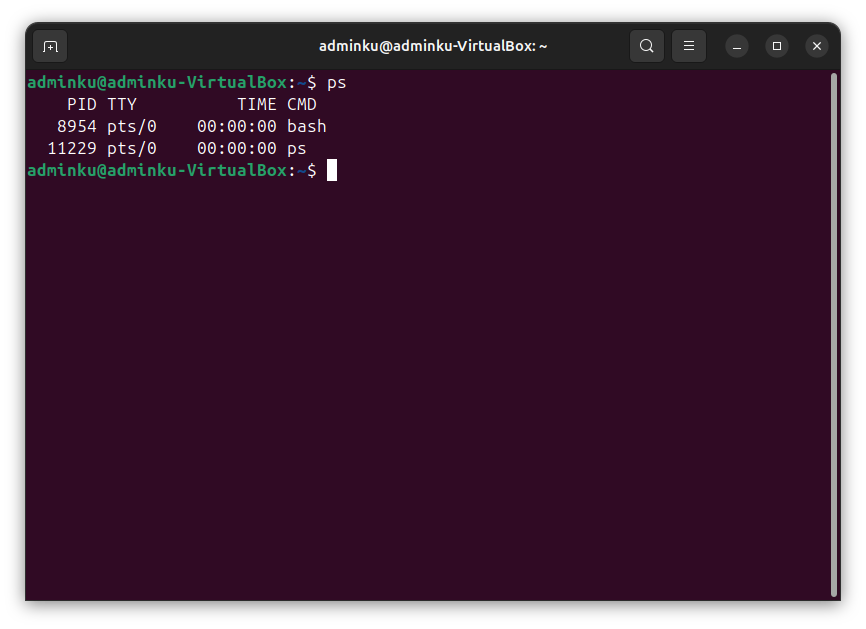 adminku@adminku-VirtualBox: ~
adminku@adminku-VirtualBox:~$ ps
    PID TTY          TIME CMD
   8954 pts/0    00:00:00 bash
  11229 pts/0    00:00:00 ps
adminku@adminku-VirtualBox:~$